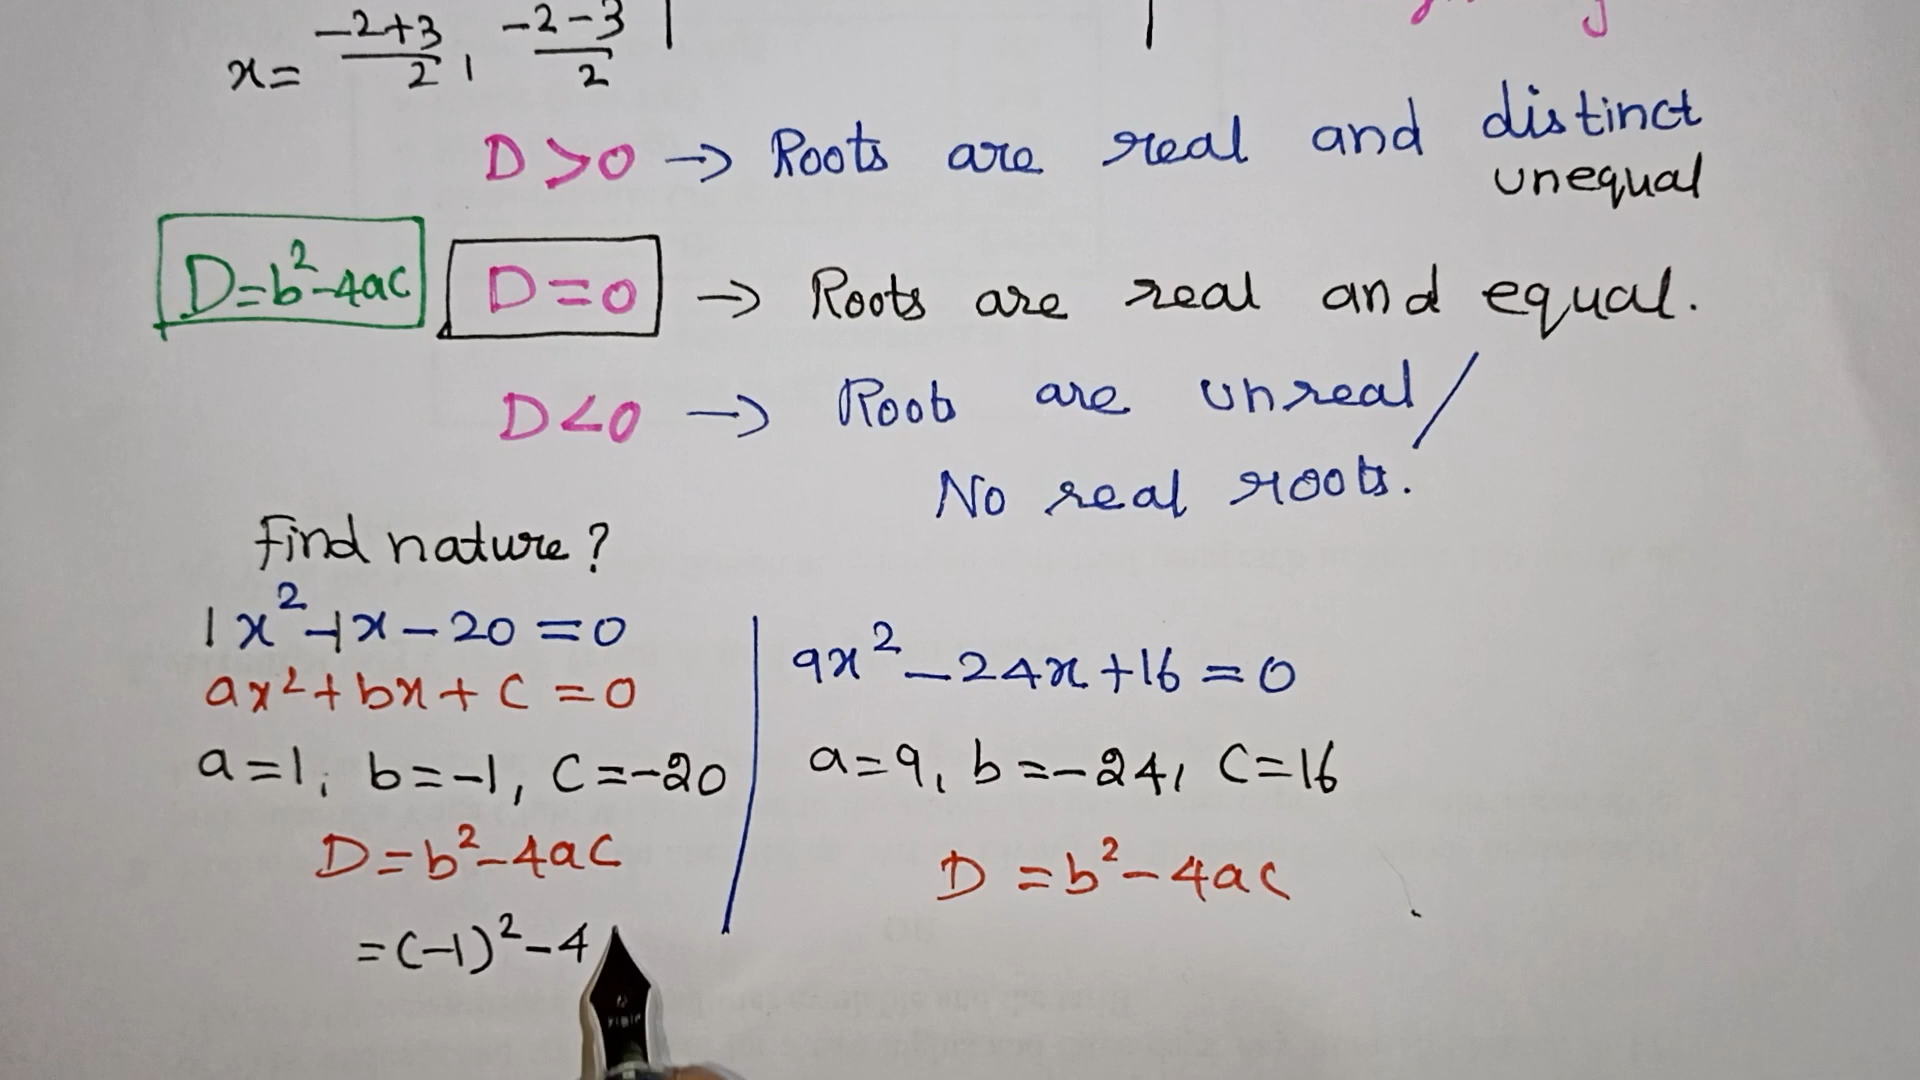 x = -2+3/2, -2-3/2
D>0 → Roots are real and distinct
unequal
D=b²-4ac D=0 → Roots are real and equal.
D<0 → Roots are unreal/
No real roots.
Find nature?
1x²-1x-20=0
ax²+bx+c=0
a=1, b=-1, c=-20
D=b²-4ac
=(-1)²-4
9x²-24x+16=0
a=9, b=-24, c=16
D=b²-4ac